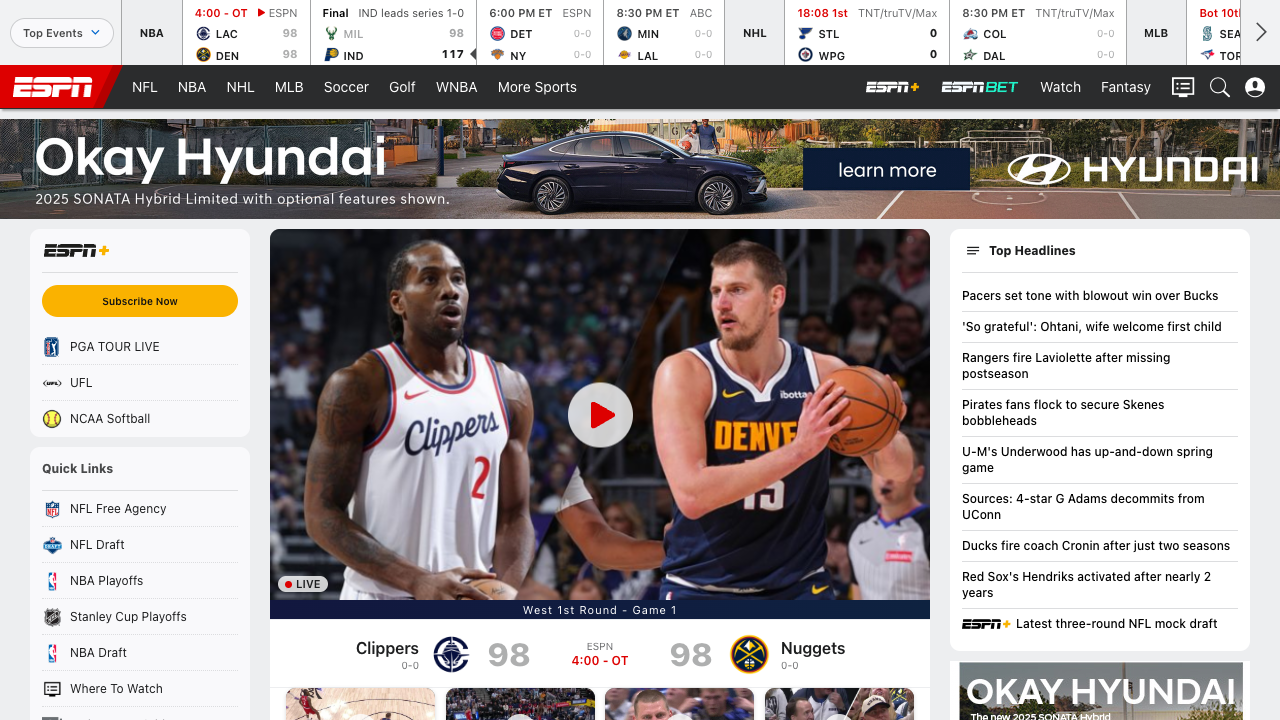 Top Events
NBA
4:00 - OT ESPN
LAC 98
DEN 98
Final IND leads series 1-0
MIL 98
IND 117
6:00 PM ET ESPN
DET 0-0
NY 0-0
8:30 PM ET ABC
MIN 0-0
LAL 0-0
NHL
18:08 1st TNT/truTV/Max
STL 0
WPG 0
8:30 PM ET TNT/truTV/Max
COL 0-0
DAL 0-0
MLB
Bot 10th
SEA
TOR
ESPN
NFL NBA NHL MLB Soccer Golf WNBA More Sports
ESPN+ ESPN BET Watch Fantasy
Okay Hyundai
2025 SONATA Hybrid Limited with optional features shown.
learn more
HYUNDAI
ESPN+
Subscribe Now
PGA TOUR LIVE
UFL
NCAA Softball
Quick Links
NFL Free Agency
NFL Draft
NBA Playoffs
Stanley Cup Playoffs
NBA Draft
Where To Watch
Clippers
2
ibotta
DENVER
15
LIVE
West 1st Round - Game 1
Clippers
0-0
98
ESPN
4:00 - OT
98
Nuggets
0-0
Top Headlines
Pacers set tone with blowout win over Bucks
'So grateful': Ohtani, wife welcome first child
Rangers fire Laviolette after missing
postseason
Pirates fans flock to secure Skenes
bobbleheads
U-M's Underwood has up-and-down spring
game
Sources: 4-star G Adams decommits from
UConn
Ducks fire coach Cronin after just two seasons
Red Sox's Hendriks activated after nearly 2
years
ESPN+ Latest three-round NFL mock draft
OKAY HYUNDAI
The new 2025 SONATA Hybrid